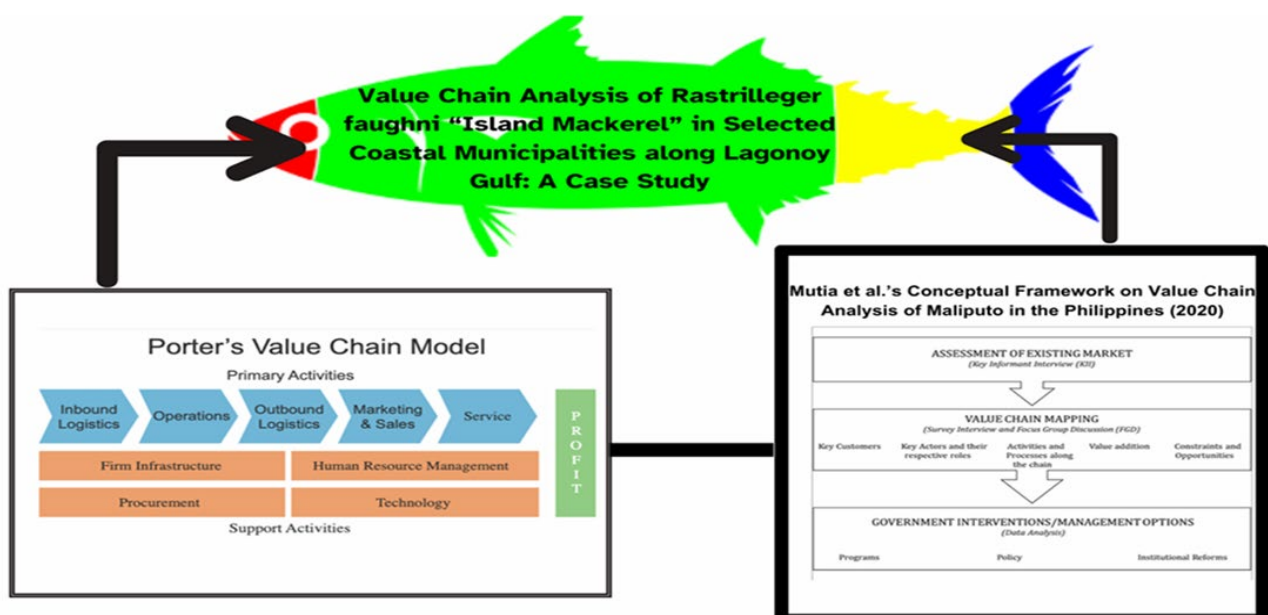 Value Chain Analysis of Rastrilleger
faughni “Island Mackerel” in Selected
Coastal Municipalities along Lagonoy
Gulf: A Case Study
Porter’s Value Chain Model
Primary Activities
Inbound
Logistics
Operations
Outbound
Logistics
Marketing
& Sales
Service
PROFIT
Firm Infrastructure
Human Resource Management
Procurement
Technology
Support Activities
Mutia et al.’s Conceptual Framework on Value Chain
Analysis of Maliputo in the Philippines (2020)
ASSESSMENT OF EXISTING MARKET
(Key Informant Interview (KII)
VALUE CHAIN MAPPING
(Survey Interview and Focus Group Discussion (FGD)
Key Customers
Key Actors and their
respective roles
Activities and
Processes along
the chain
Value addition
Constraints and
Opportunities
GOVERNMENT INTERVENTIONS/MANAGEMENT OPTIONS
(Data Analysis)
Programs
Policy
Institutional Reforms